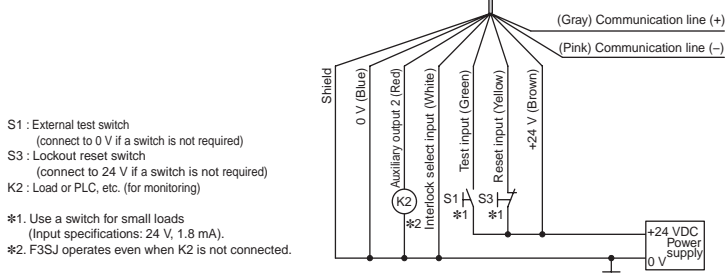 (Gray) Communication line (+)
(Pink) Communication line (–)
Shield
0 V (Blue)
Auxiliary output 2 (Red)
Interlock select input (White)
Test input (Green)
Reset input (Yellow)
+24 V (Brown)
S1 : External test switch
(connect to 0 V if a switch is not required)
S3 : Lockout reset switch
(connect to 24 V if a switch is not required)
K2 : Load or PLC, etc. (for monitoring)
K2
✻2
S1
✻1
S3
✻1
✻1. Use a switch for small loads
(Input specifications: 24 V, 1.8 mA).
✻2. F3SJ operates even when K2 is not connected.
+24 VDC
Power
supply
0 V